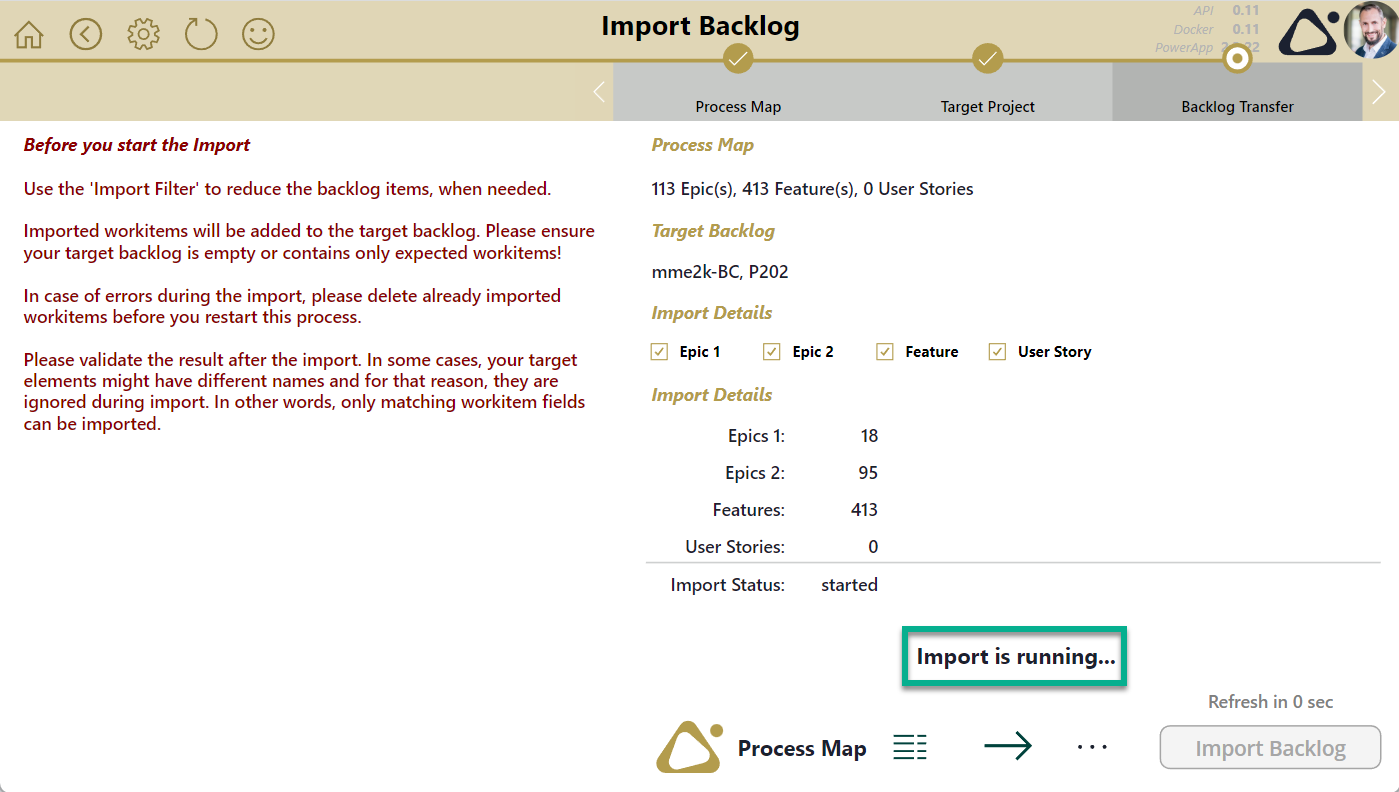 Import Backlog
API 0.11
Docker 0.11
PowerApp
Process Map
Target Project
Backlog Transfer
Before you start the Import
Use the 'Import Filter' to reduce the backlog items, when needed.
Imported workitems will be added to the target backlog. Please ensure
your target backlog is empty or contains only expected workitems!
In case of errors during the import, please delete already imported
workitems before you restart this process.
Please validate the result after the import. In some cases, your target
elements might have different names and for that reason, they are
ignored during import. In other words, only matching workitem fields
can be imported.
Process Map
113 Epic(s), 413 Feature(s), 0 User Stories
Target Backlog
mme2k-BC, P202
Import Details
Epic 1 Epic 2 Feature User Story
Import Details
Epics 1: 18
Epics 2: 95
Features: 413
User Stories: 0
Import Status: started
Import is running...
Refresh in 0 sec
Process Map
Import Backlog